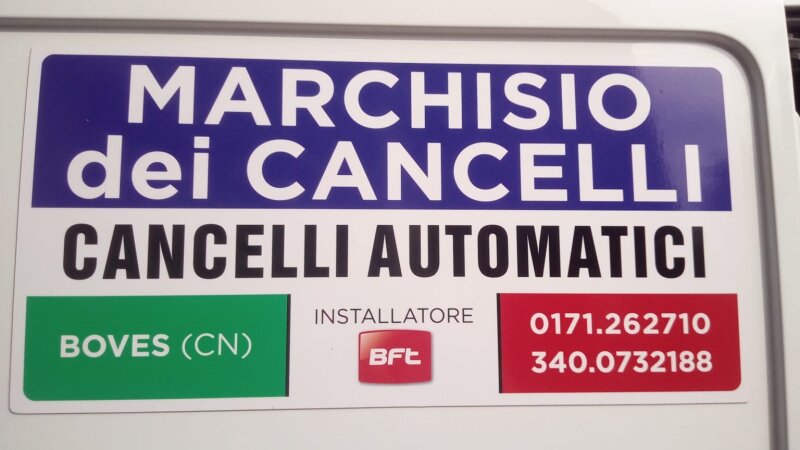 MARCHISIO
dei CANCELLI
CANCELLI AUTOMATICI
BOVES (CN)
INSTALLATORE
BFt
0171.262710
340.0732188